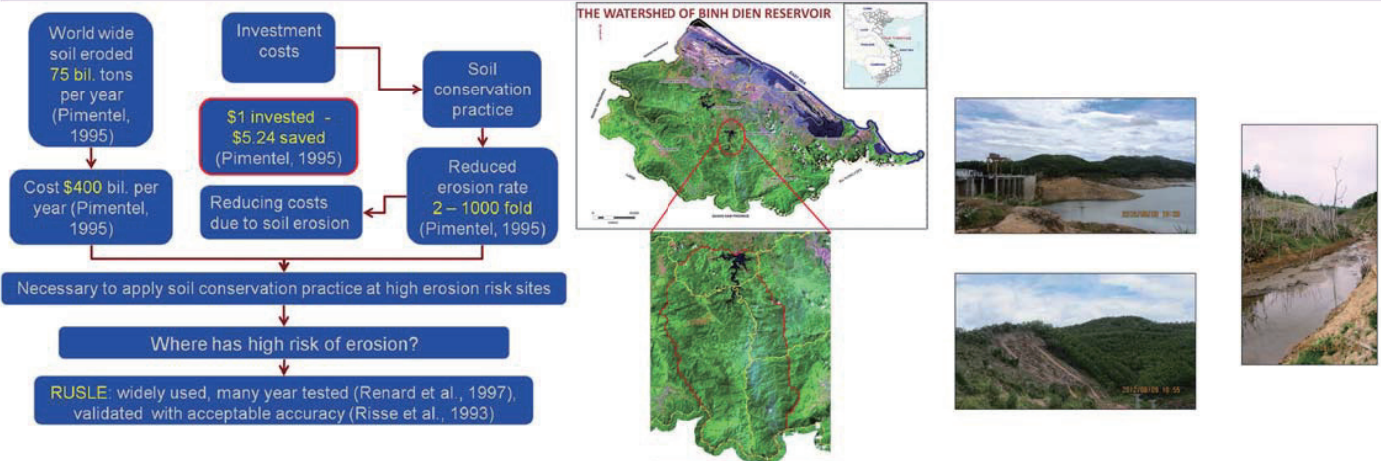 World wide
soil eroded
75 bil. tons
per year
(Pimentel,
1995)
Cost $400 bil. per
year (Pimentel,
1995)
Investment
costs
$1 invested -
$5.24 saved
(Pimentel, 1995)
Reducing costs
due to soil erosion
Soil
conservation
practice
Reduced
erosion rate
2 – 1000 fold
(Pimentel, 1995)
Necessary to apply soil conservation practice at high erosion risk sites
Where has high risk of erosion?
RUSLE: widely used, many year tested (Renard et al., 1997),
validated with acceptable accuracy (Risse et al., 1993)
THE WATERSHED OF BINH DIEN RESERVOIR
EAST SEA